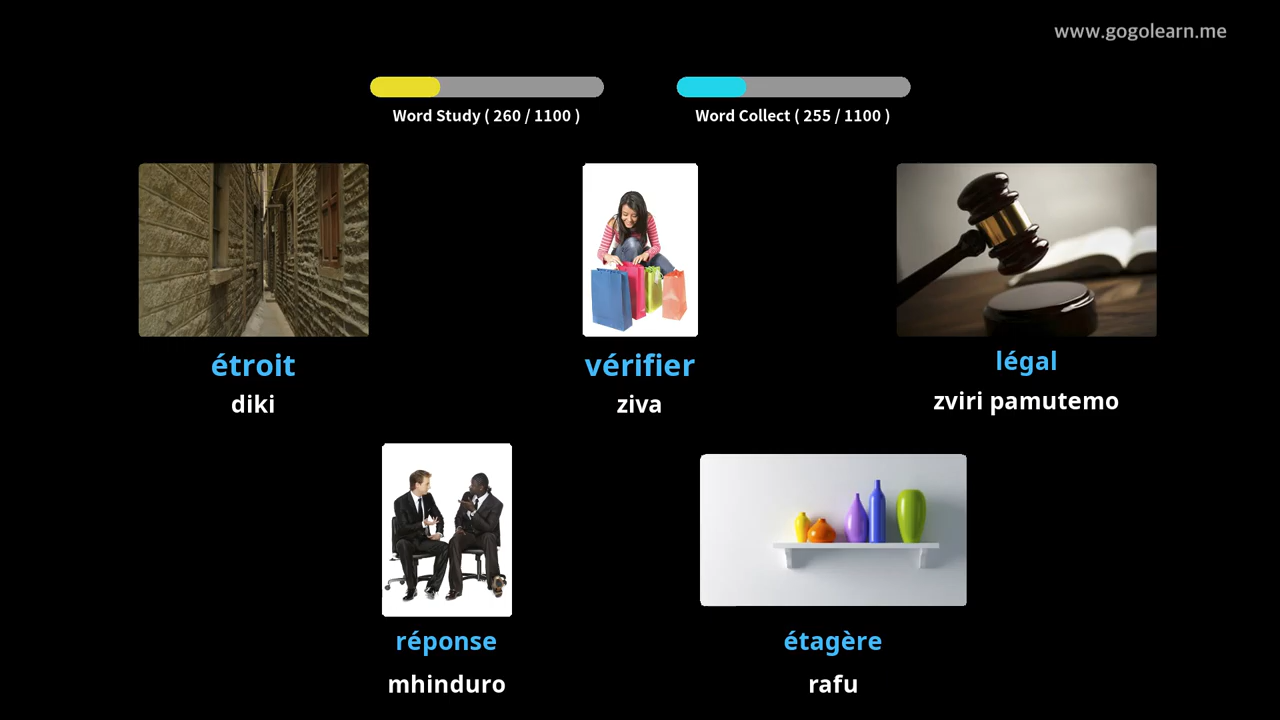 www.gogolearn.me
Word Study ( 260 / 1100 )
Word Collect ( 255 / 1100 )
étroit
diki
vérifier
ziva
légal
zviri pamutemo
réponse
mhinduro
étagère
rafu